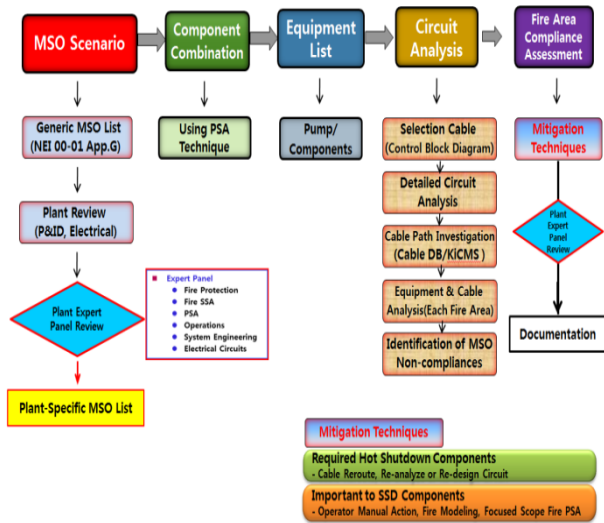 MSO Scenario
Component
Combination
Equipment
List
Circuit
Analysis
Fire Area
Compliance
Assessment
Generic MSO List
(NEI 00-01 App.G)
Plant Review
(P&ID, Electrical)
Plant Expert
Panel Review
Plant-Specific MSO List
Expert Panel
Fire Protection
Fire SSA
PSA
Operations
System Engineering
Electrical Circuits
Using PSA
Technique
Pump/
Components
Selection Cable
(Control Block Diagram)
Detailed Circuit
Analysis
Cable Path Investigation
(Cable DB/KiCMS )
Equipment & Cable
Analysis(Each Fire Area)
Identification of MSO
Non-compliances
Mitigation
Techniques
Plant
Expert
Panel
Review
Documentation
Mitigation Techniques
Required Hot Shutdown Components
- Cable Reroute, Re-analyze or Re-design Circuit
Important to SSD Components
- Operator Manual Action, Fire Modeling, Focused Scope Fire PSA